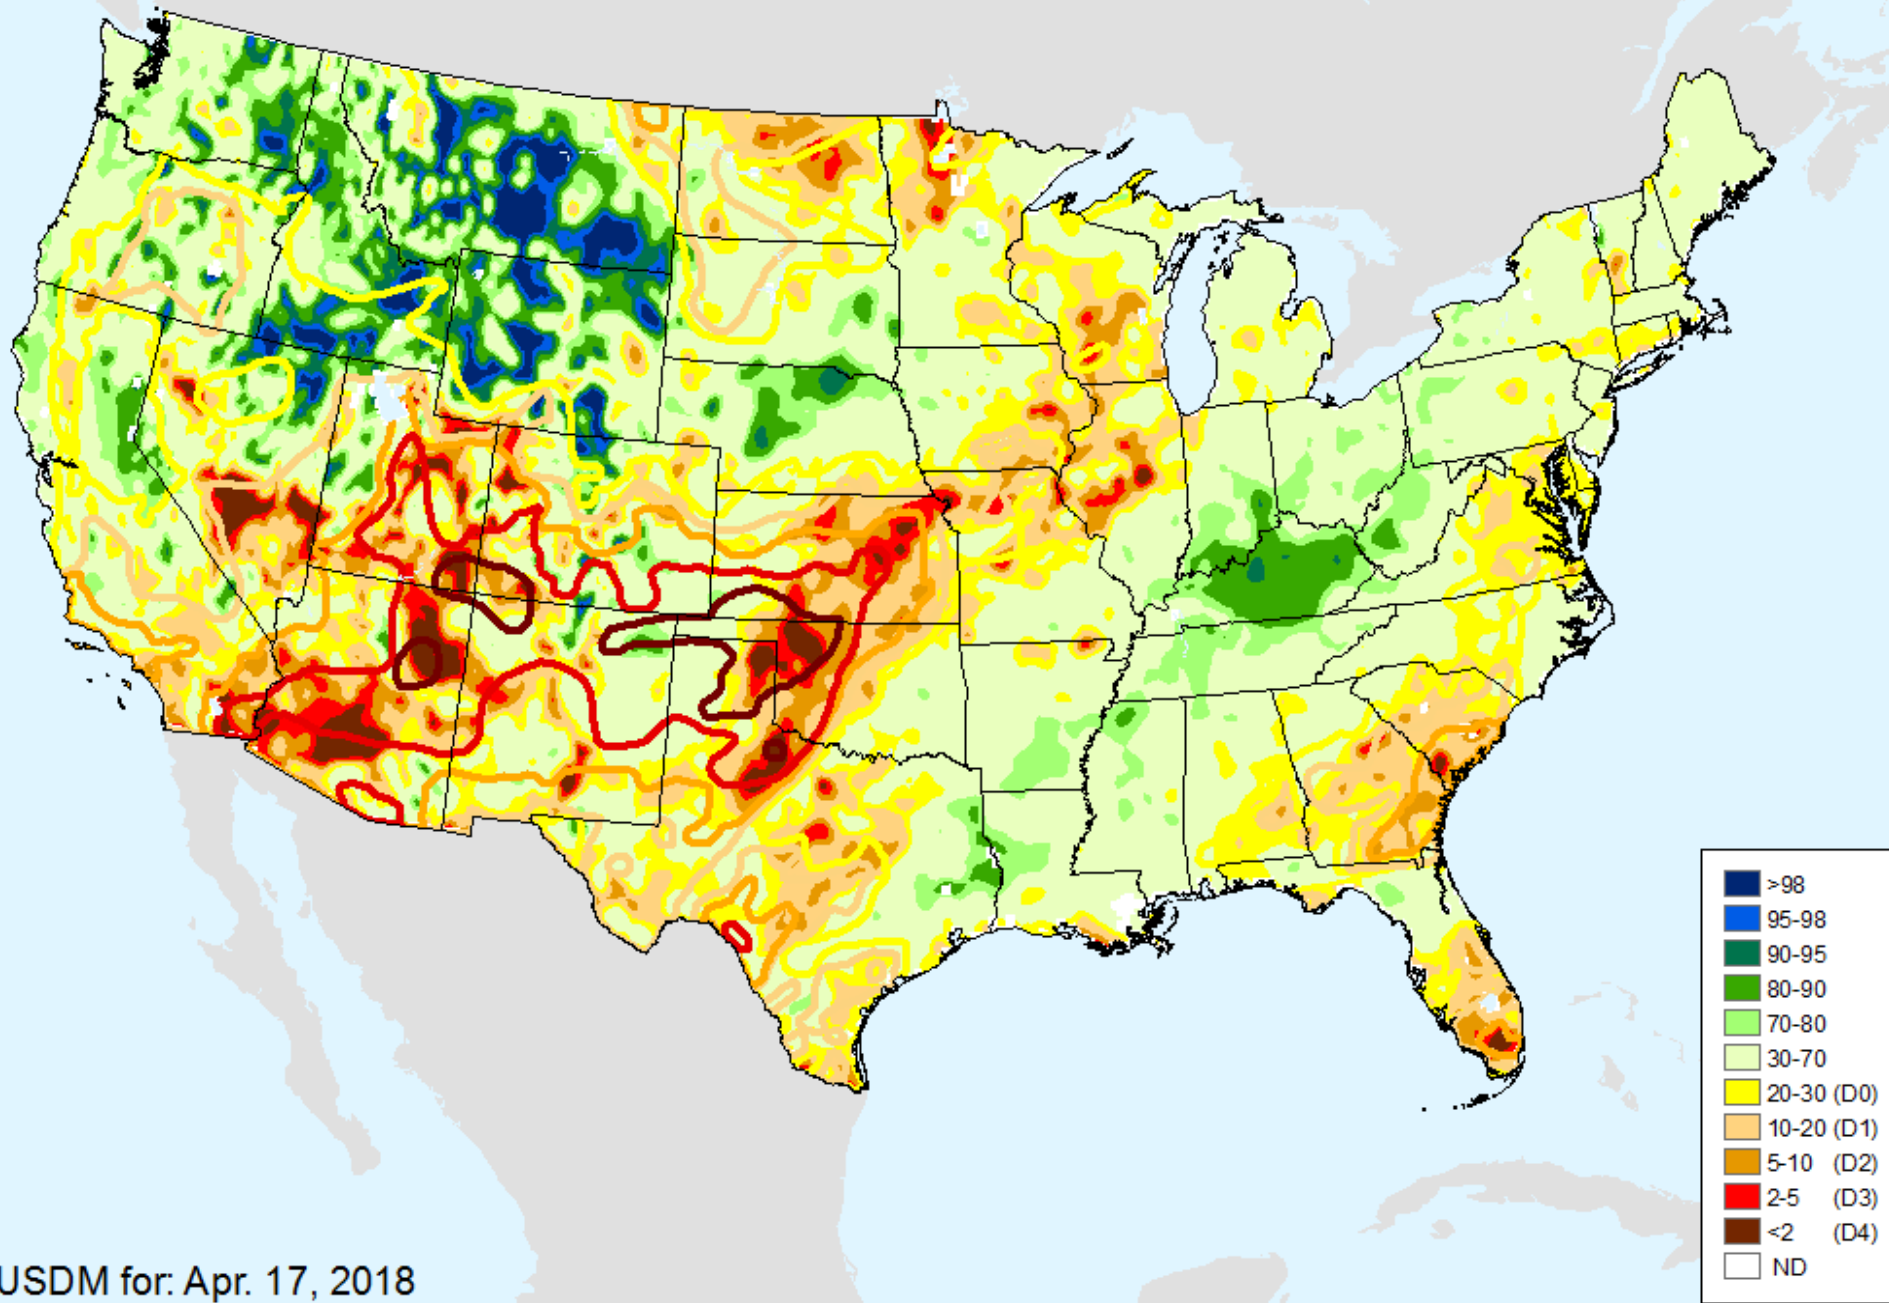 >98
95-98
90-95
80-90
70-80
30-70
20-30 (D0)
10-20 (D1)
5-10 (D2)
2-5 (D3)
<2 (D4)
ND
USDM for: Apr. 17, 2018